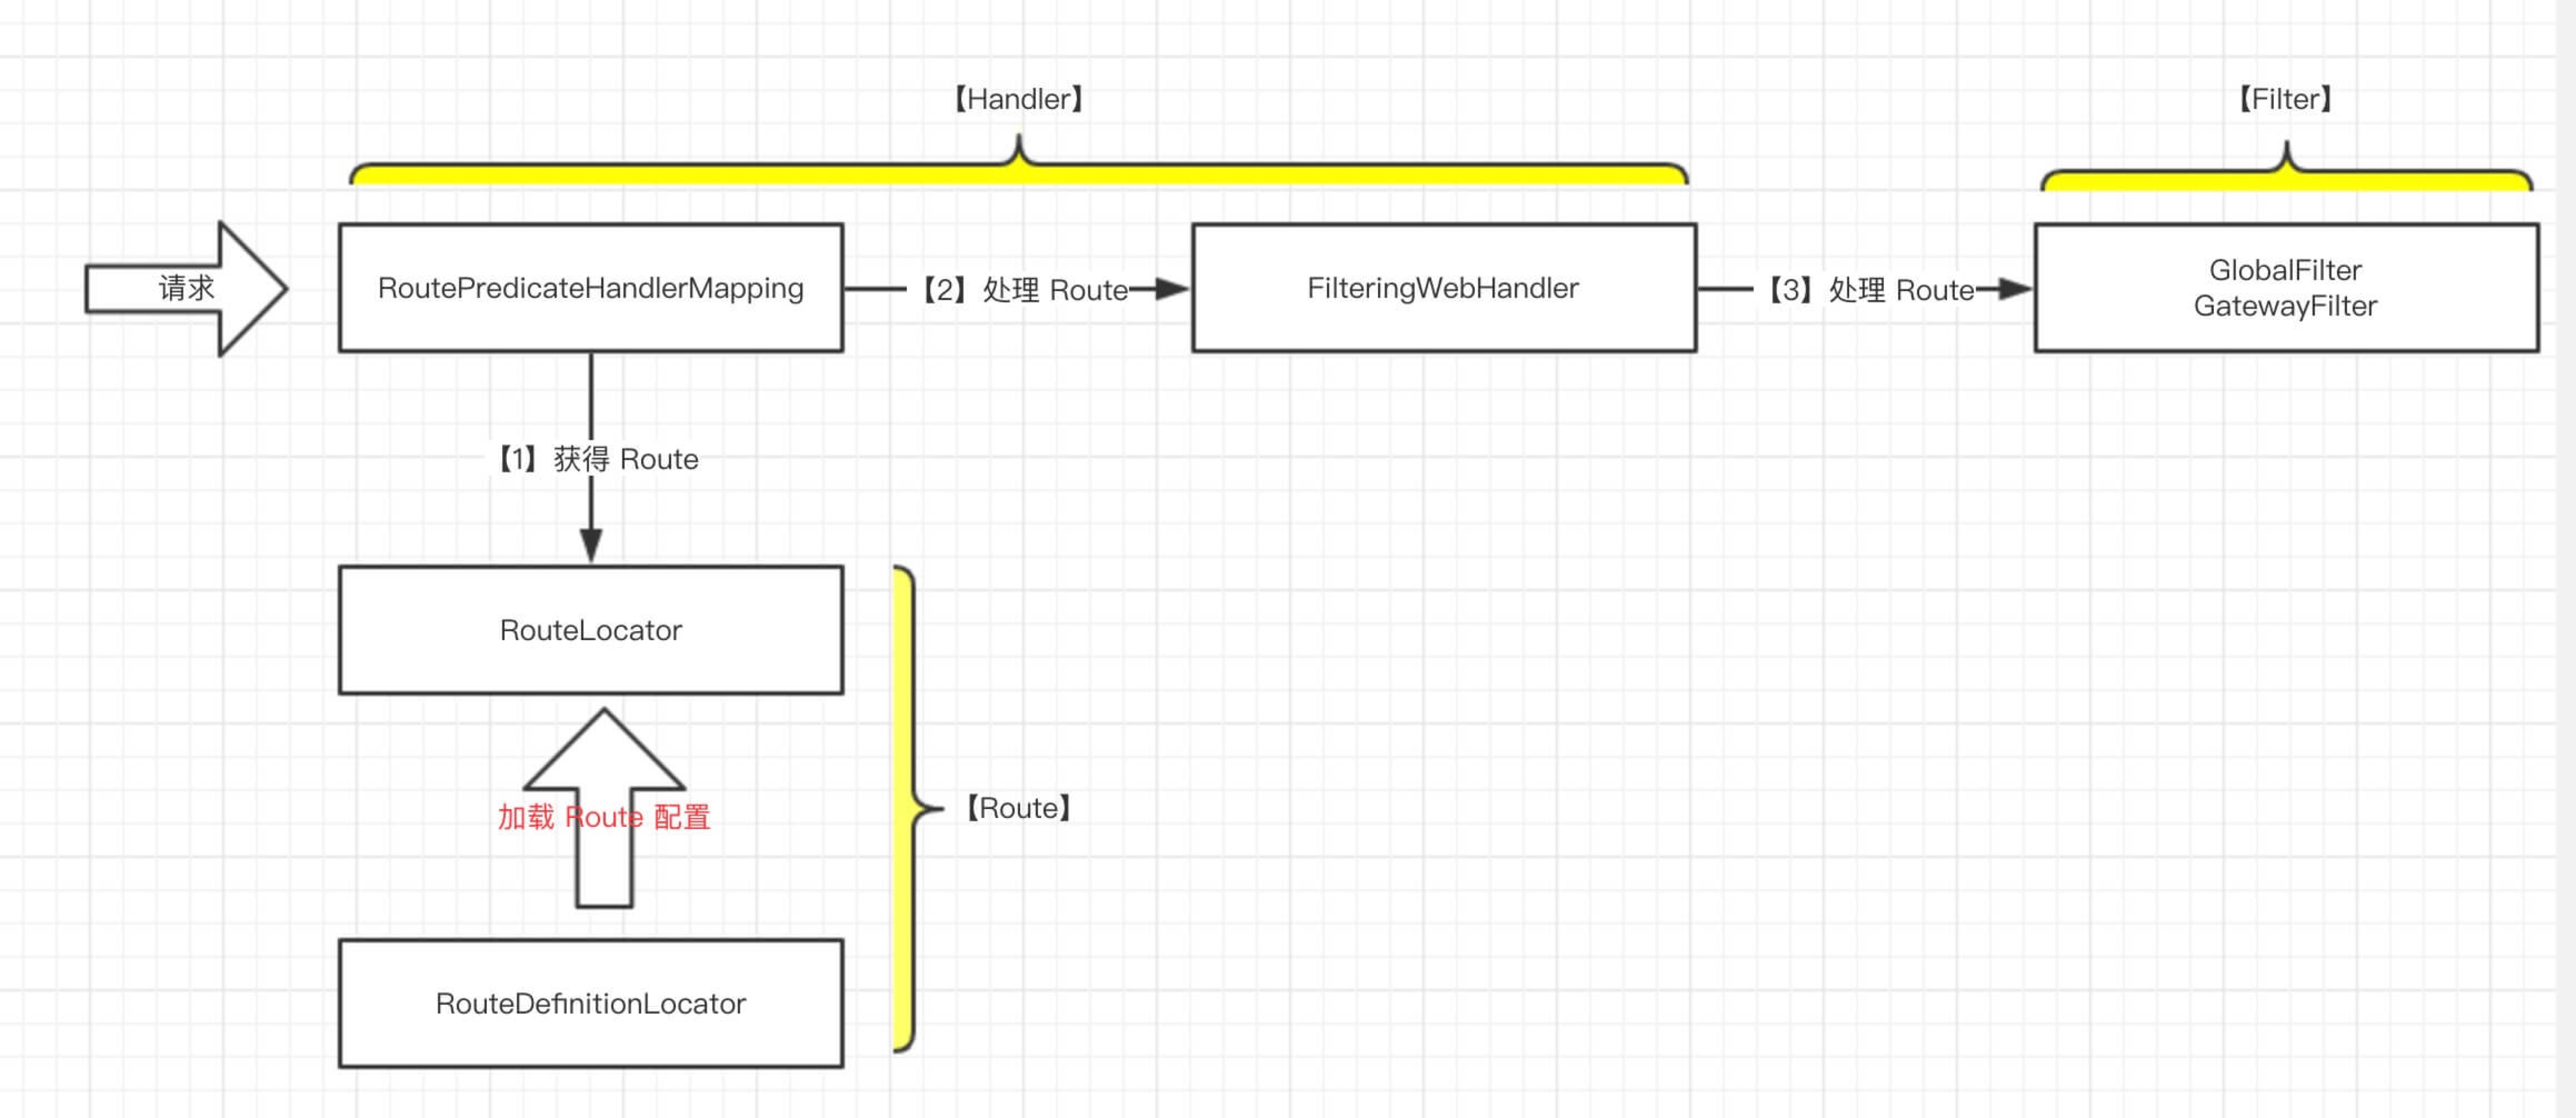 【Handler】
【Filter】
请求
RoutePredicateHandlerMapping
【2】处理 Route
FilteringWebHandler
【3】处理 Route
GlobalFilter
GatewayFilter
【1】获得 Route
RouteLocator
加载 Route 配置
【Route】
RouteDefinitionLocator